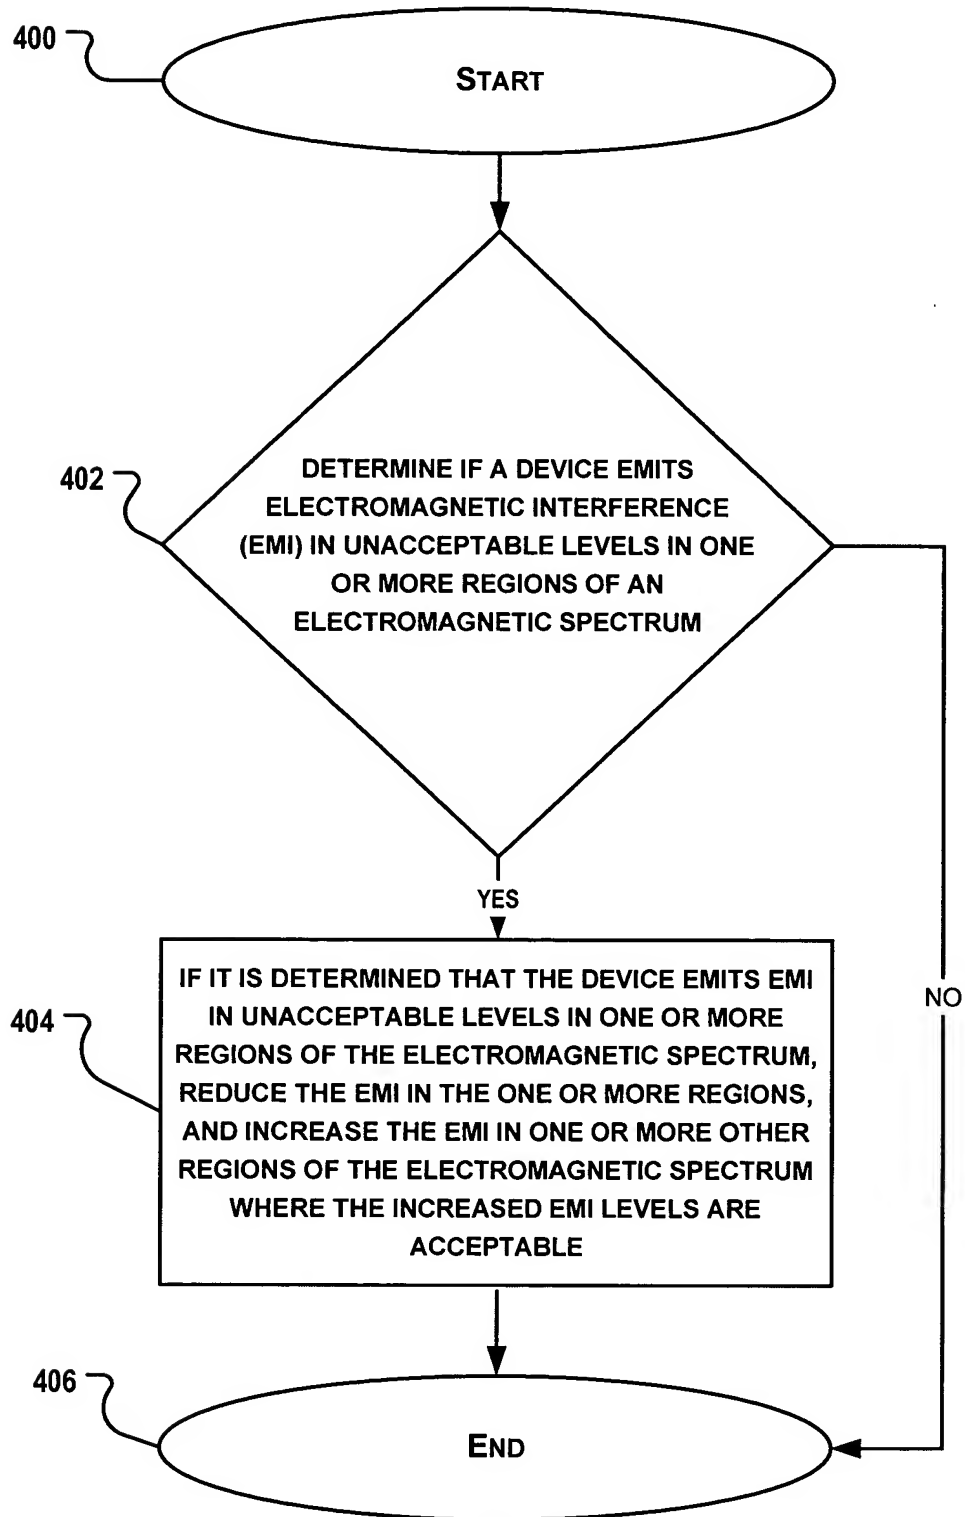 400
START
402
DETERMINE IF A DEVICE EMITS
ELECTROMAGNETIC INTERFERENCE
(EMI) IN UNACCEPTABLE LEVELS IN ONE
OR MORE REGIONS OF AN
ELECTROMAGNETIC SPECTRUM
YES
NO
404
IF IT IS DETERMINED THAT THE DEVICE EMITS EMI
IN UNACCEPTABLE LEVELS IN ONE OR MORE
REGIONS OF THE ELECTROMAGNETIC SPECTRUM,
REDUCE THE EMI IN THE ONE OR MORE REGIONS,
AND INCREASE THE EMI IN ONE OR MORE OTHER
REGIONS OF THE ELECTROMAGNETIC SPECTRUM
WHERE THE INCREASED EMI LEVELS ARE
ACCEPTABLE
406
END